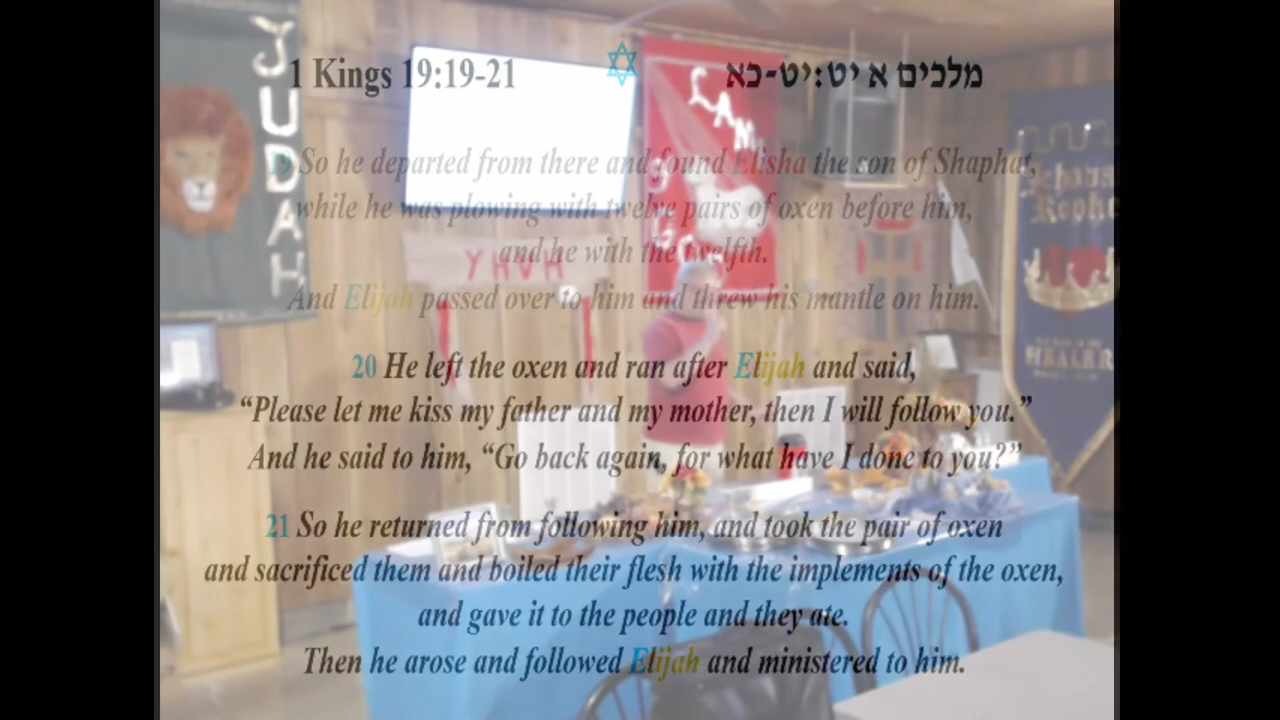 1 Kings 19:19-21
מלכים א יט:יט-כא
19 So he departed from there and found Elisha the son of Shaphat,
while he was plowing with twelve pairs of oxen before him,
and he with the twelfth.
And Elijah passed over to him and threw his mantle on him.
20 He left the oxen and ran after Elijah and said,
“Please let me kiss my father and my mother, then I will follow you.”
And he said to him, “Go back again, for what have I done to you?”
21 So he returned from following him, and took the pair of oxen
and sacrificed them and boiled their flesh with the implements of the oxen,
and gave it to the people and they ate.
Then he arose and followed Elijah and ministered to him.
JUDAH
YHVH
HEALER